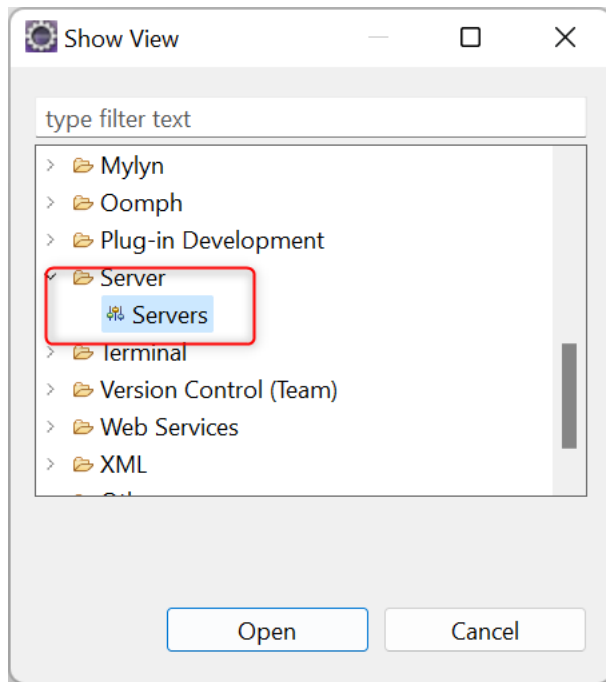 Show View
type filter text
Mylyn
Oomph
Plug-in Development
Server
Servers
Terminal
Version Control (Team)
Web Services
XML
Open
Cancel